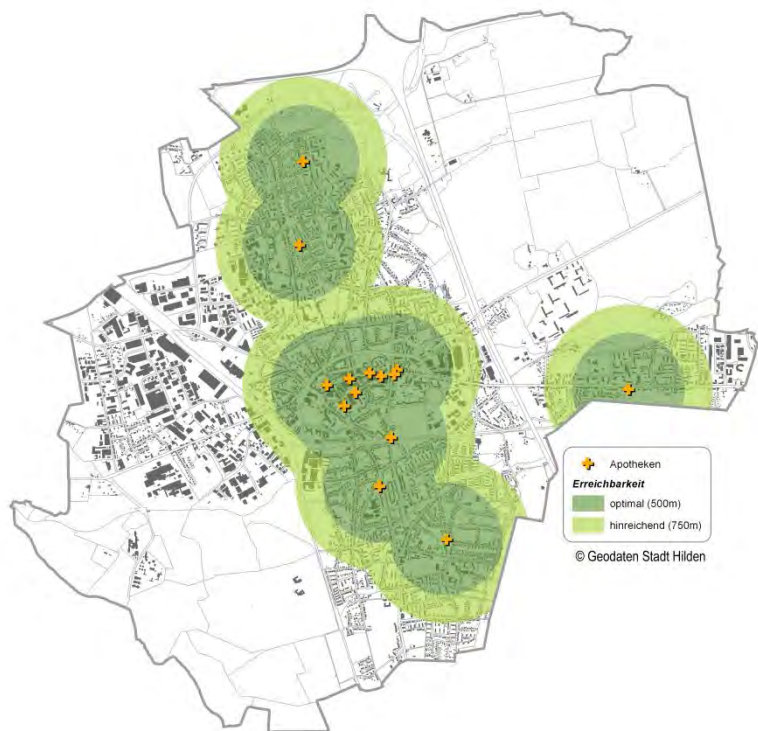 Apotheken
Erreichbarkeit
optimal (500m)
hinreichend (750m)
© Geodaten Stadt Hilden